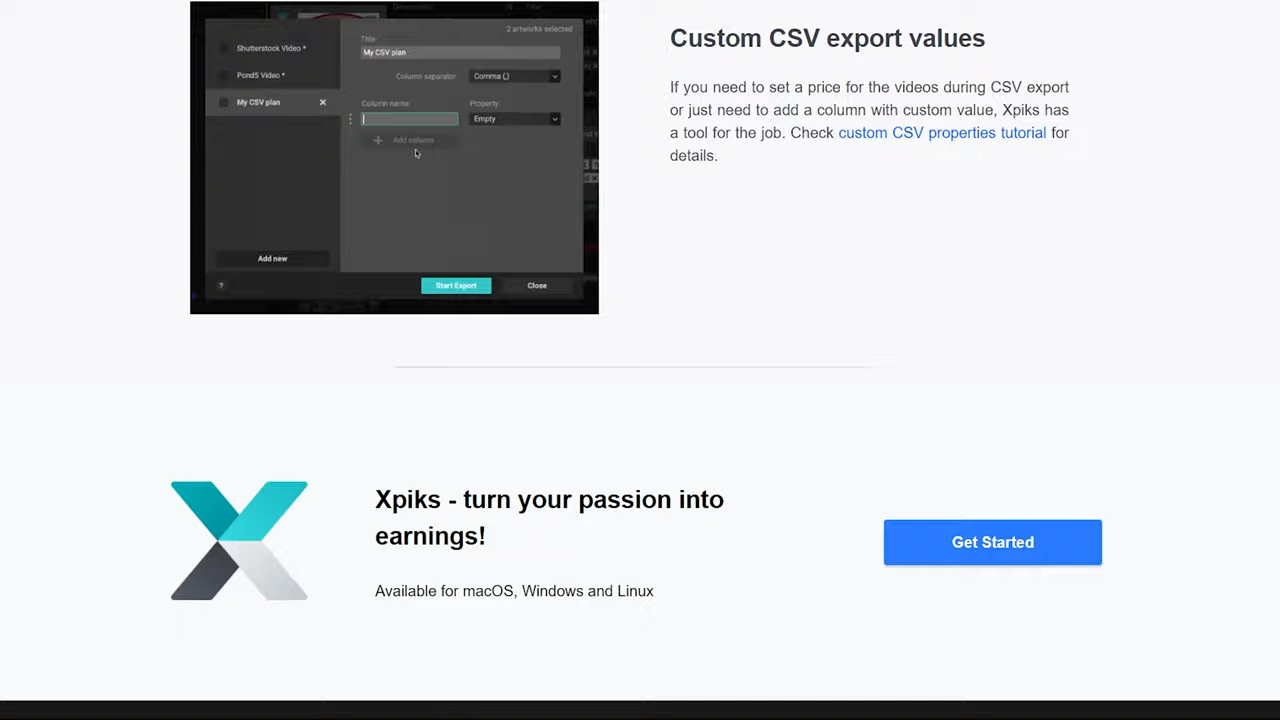 2 artworks selected
Shutterstock Video *
Title:
My CSV plan
Pond5 Video *
Column separator:
Comma (,)
My CSV plan
Column name:
Property:
Empty
Add column
Add new
?
Start Export
Close
Custom CSV export values
If you need to set a price for the videos during CSV export
or just need to add a column with custom value, Xpiks has
a tool for the job. Check custom CSV properties tutorial for
details.
Xpiks - turn your passion into
earnings!
Available for macOS, Windows and Linux
Get Started